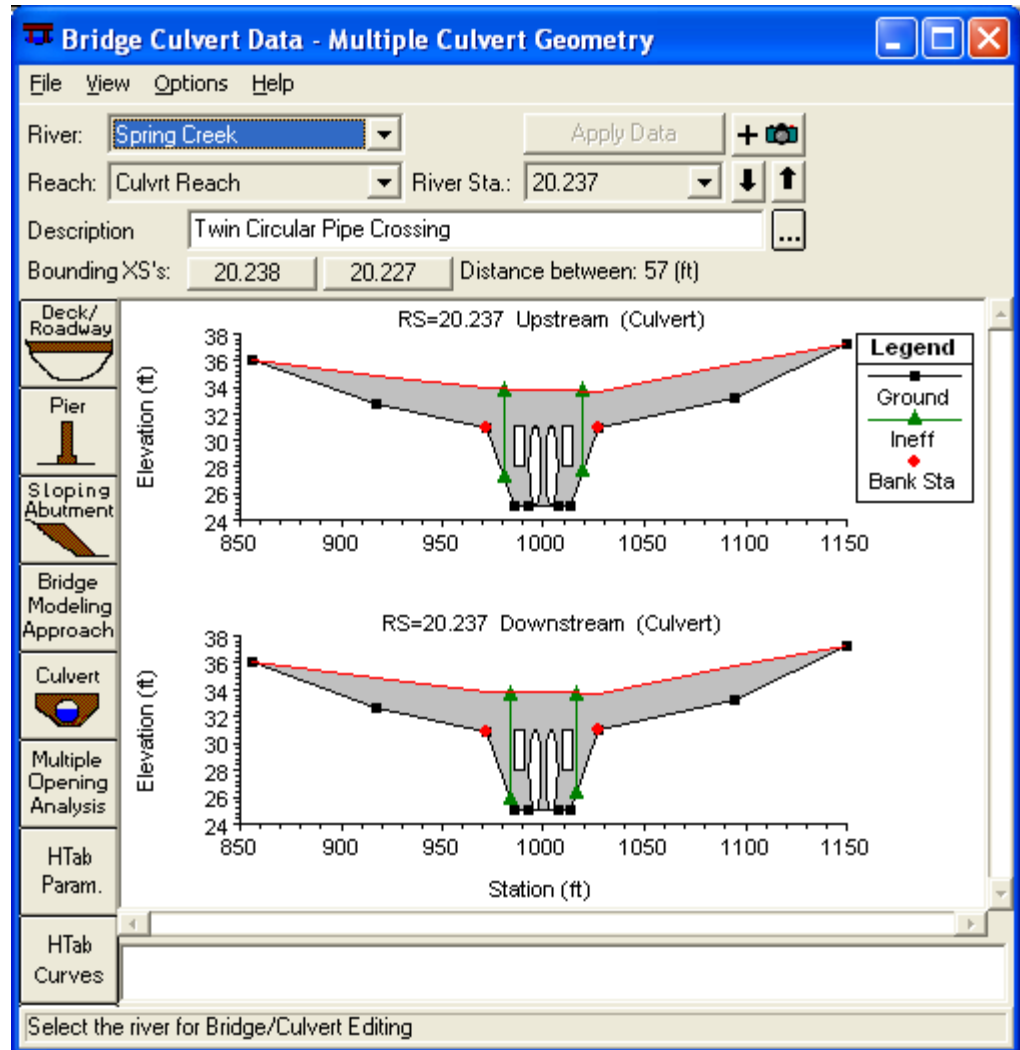 Bridge Culvert Data - Multiple Culvert Geometry
File View Options Help
River: Spring Creek Apply Data +
Reach: Culvrt Reach River Sta.: 20.237
Description Twin Circular Pipe Crossing ...
Bounding XS's: 20.238 20.227 Distance between: 57 (ft)
Deck/
Roadway
Pier
Sloping
Abutment
Bridge
Modeling
Approach
Culvert
Multiple
Opening
Analysis
HTab
Param.
HTab
Curves
RS=20.237 Upstream (Culvert)
Elevation (ft)
38
36
34
32
30
28
26
24
850 900 950 1000 1050 1100 1150
Legend
Ground
Ineff
Bank Sta
RS=20.237 Downstream (Culvert)
Elevation (ft)
38
36
34
32
30
28
26
24
850 900 950 1000 1050 1100 1150
Station (ft)
Select the river for Bridge/Culvert Editing